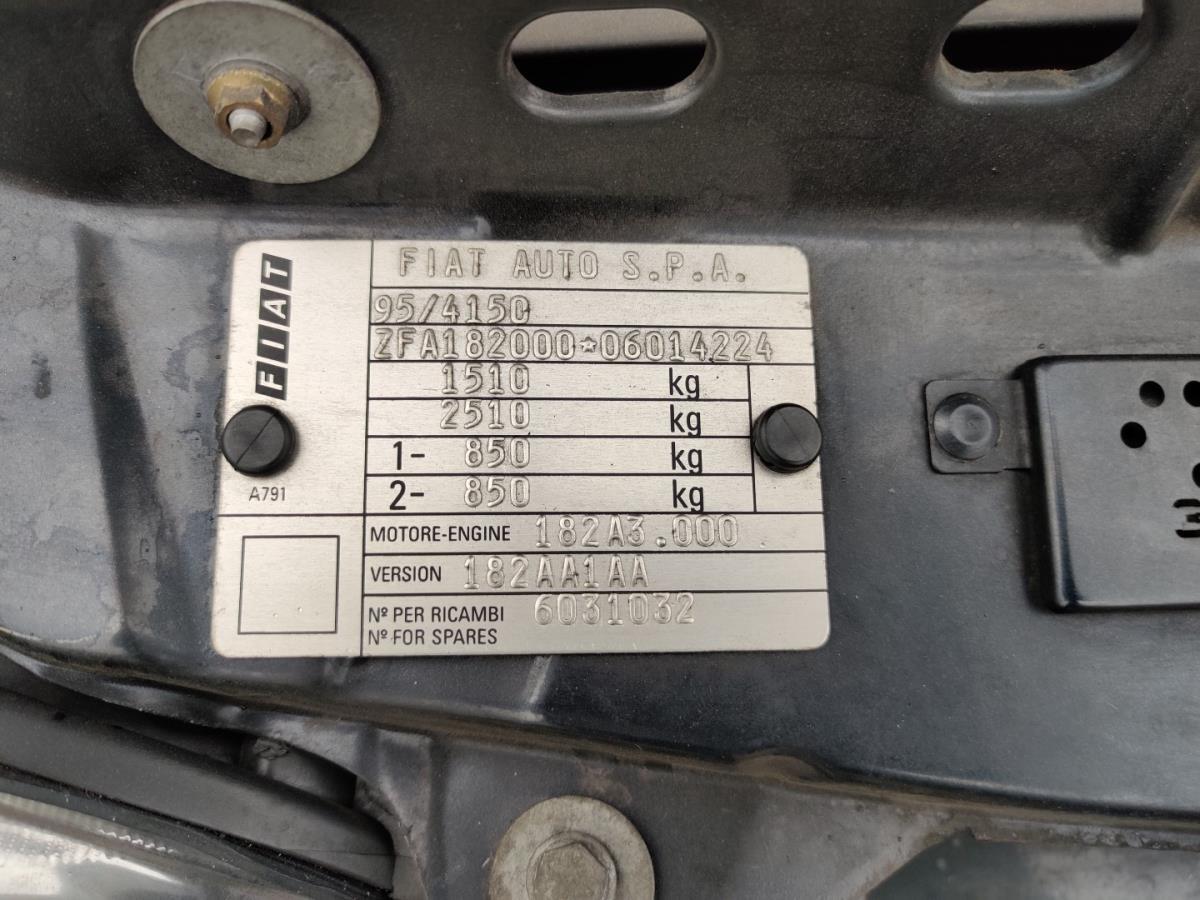 FIAT
FIAT AUTO S.P.A.
95/4150
ZFA182000*06014224
1510 kg
2510 kg
1- 850 kg
2- 850 kg
A791
MOTORE-ENGINE 182A3.000
VERSION 182AA1AA
Nº PER RICAMBI 6031032
Nº FOR SPARES